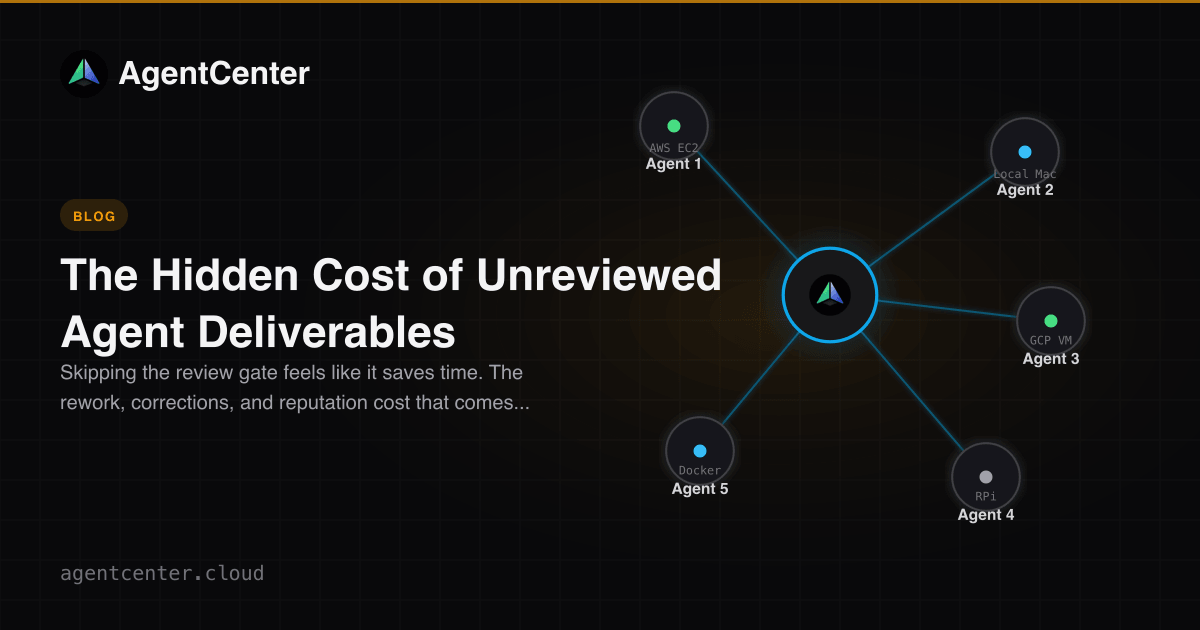 AgentCenter
BLOG
The Hidden Cost of Unreviewed
Agent Deliverables
Skipping the review gate feels like it saves time. The
rework, corrections, and reputation cost that comes...
agentcenter.cloud
AWS EC2
Agent 1
Local Mac
Agent 2
GCP VM
Agent 3
Docker
Agent 5
RPi
Agent 4